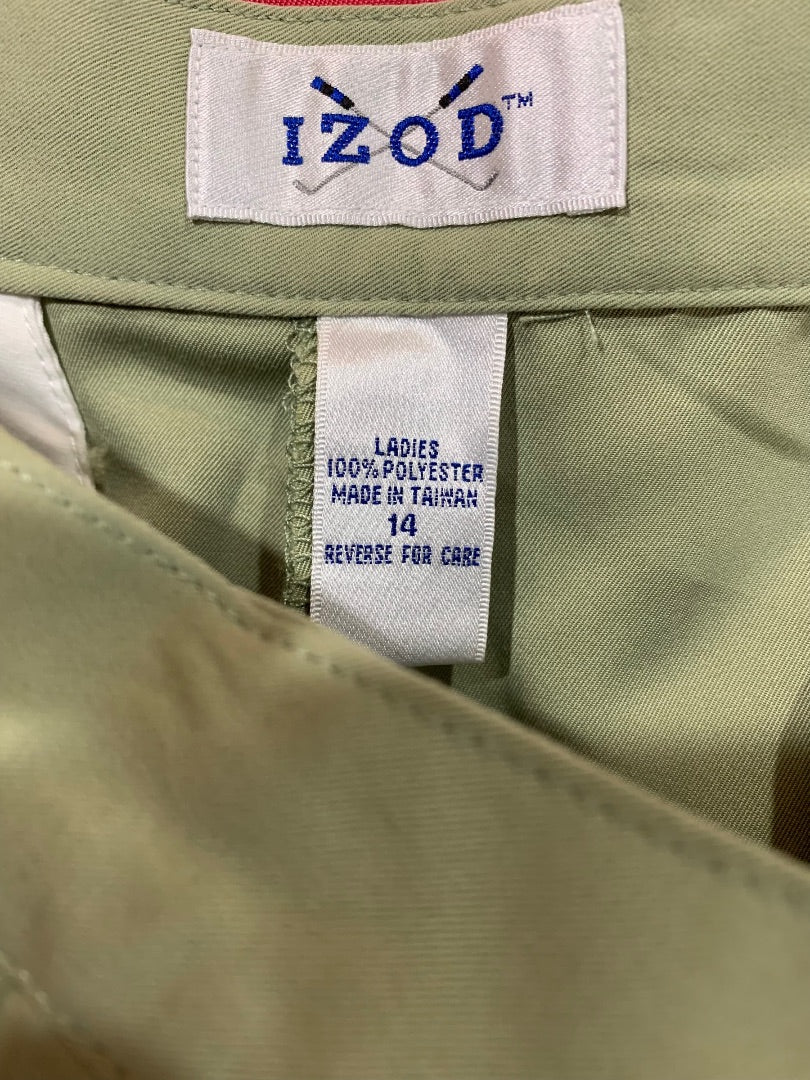 IZOD™
LADIES
100% POLYESTER
MADE IN TAIWAN
14
REVERSE FOR CARE